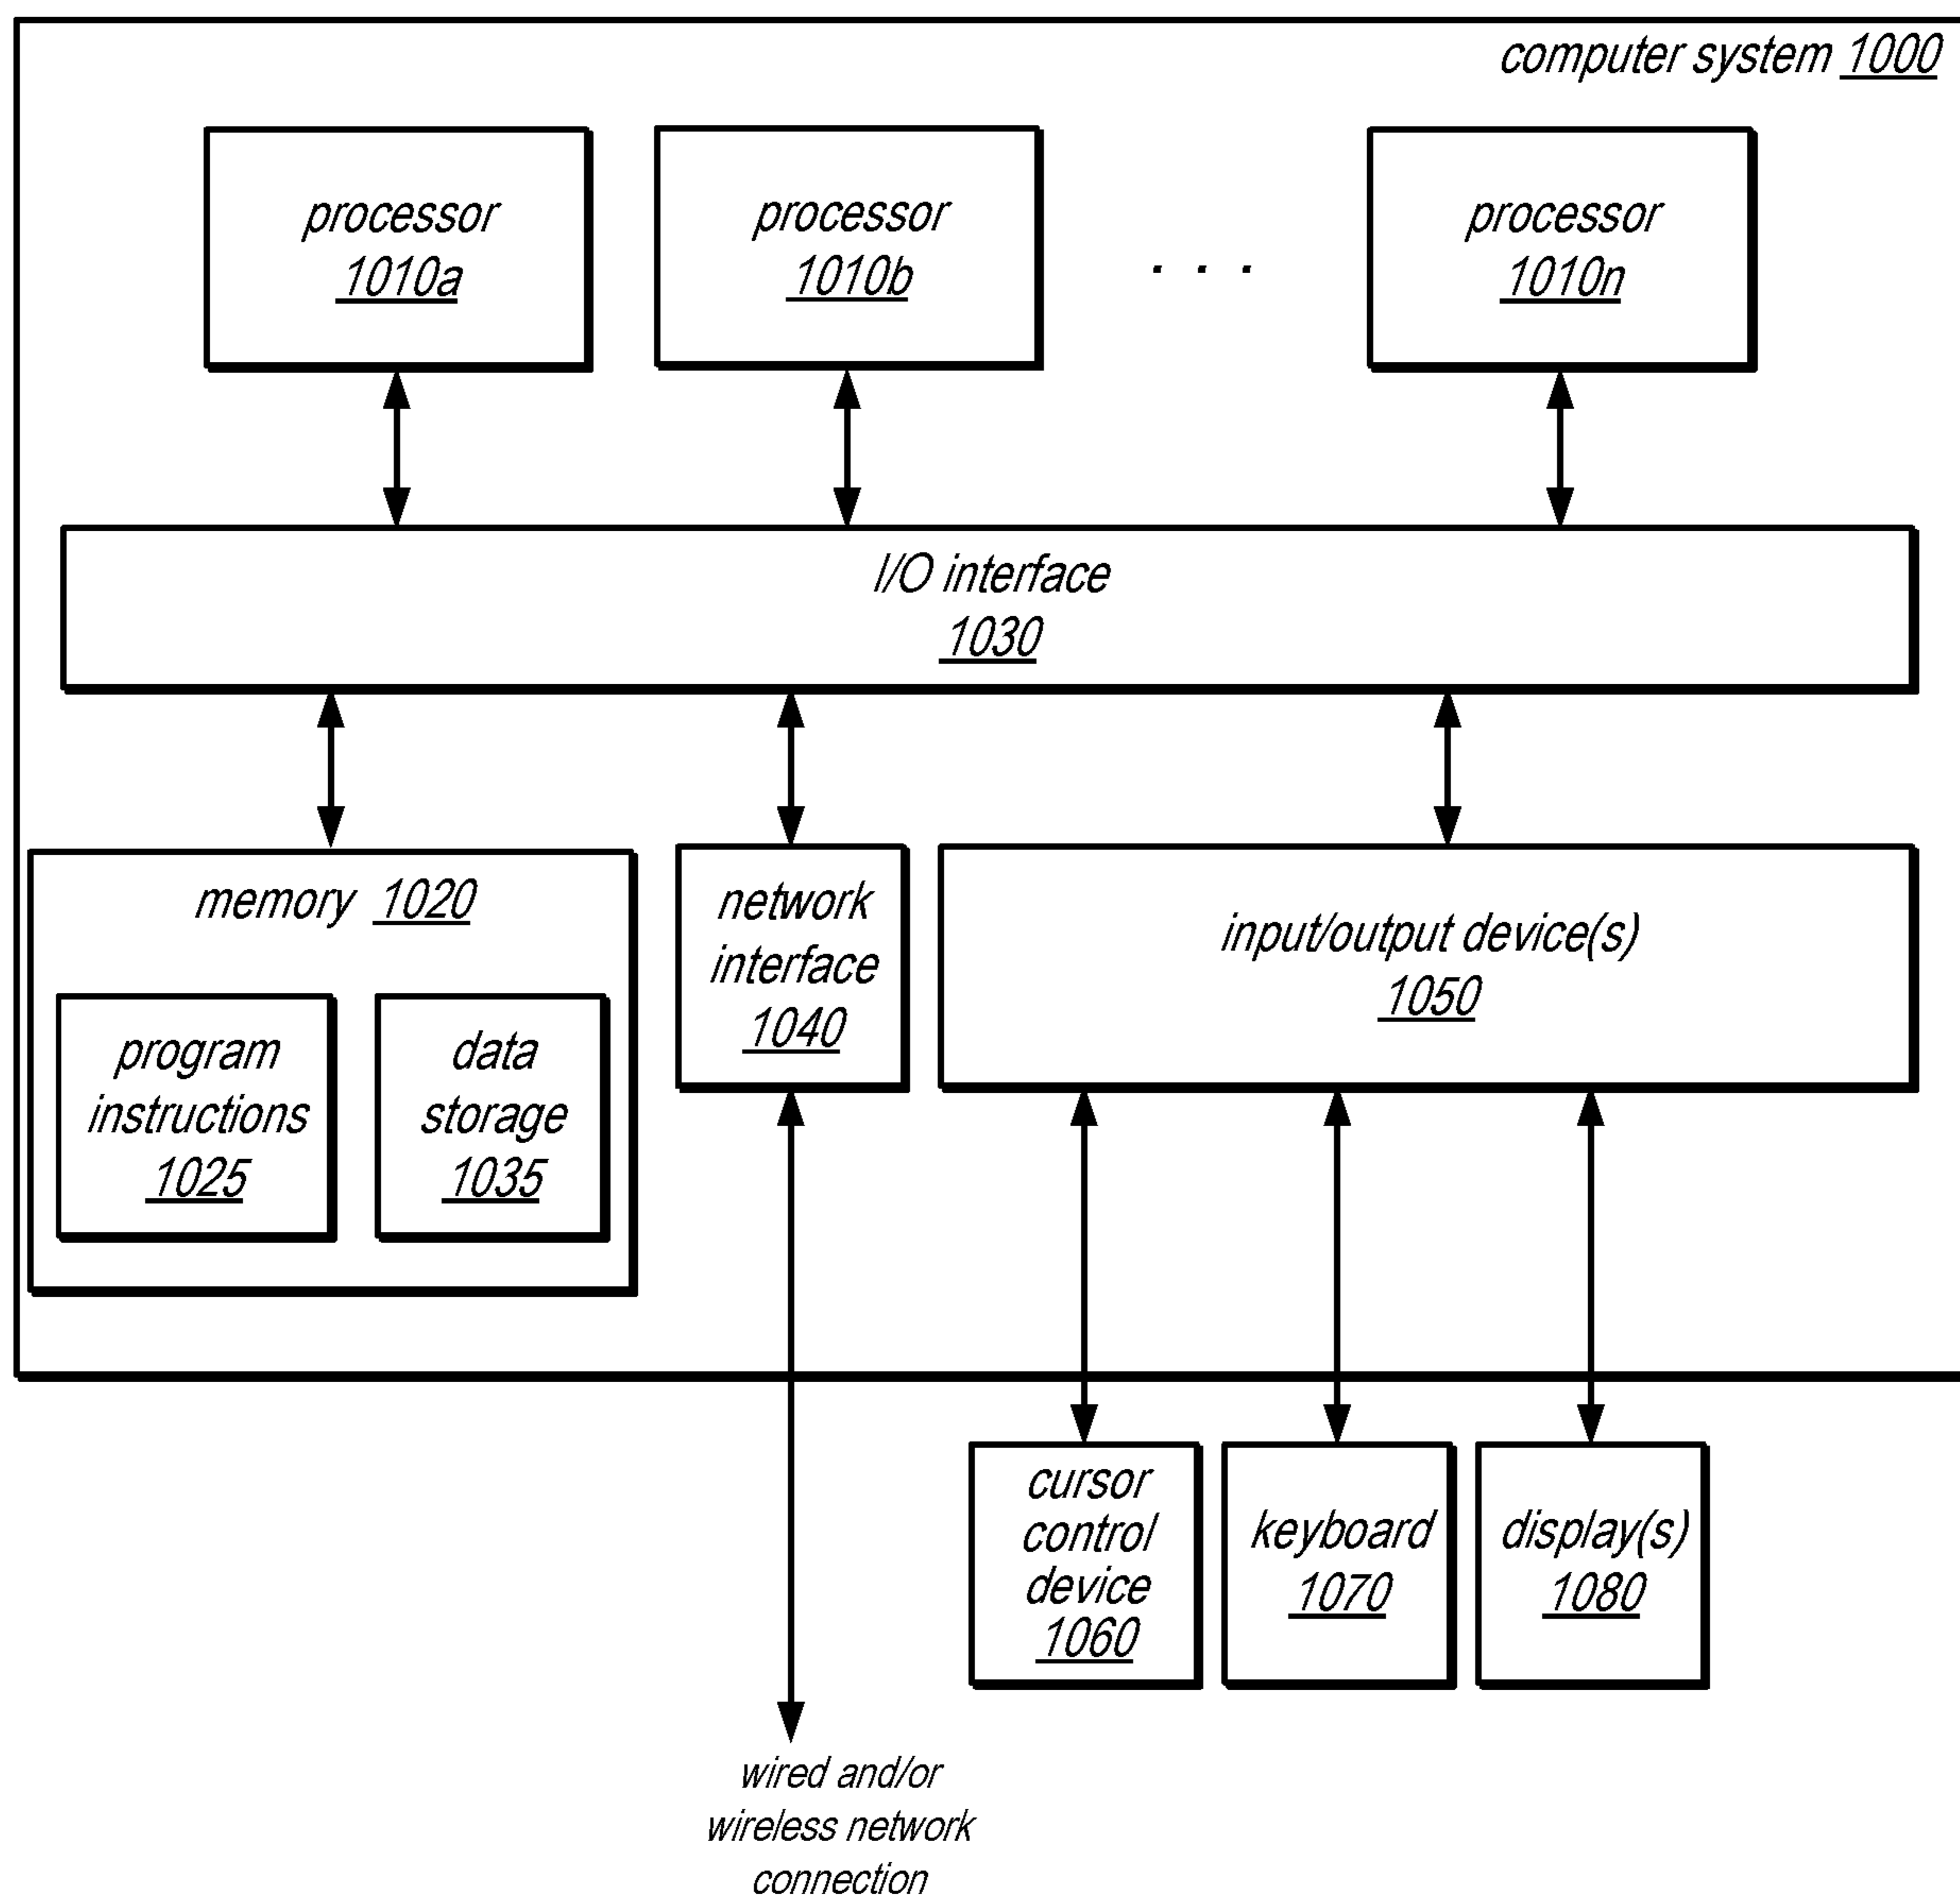 computer system 1000
processor
1010a
processor
1010b
. . .
processor
1010n
I/O interface
1030
memory 1020
program
instructions
1025
data
storage
1035
network
interface
1040
input/output device(s)
1050
cursor
control
device
1060
keyboard
1070
display(s)
1080
wired and/or
wireless network
connection